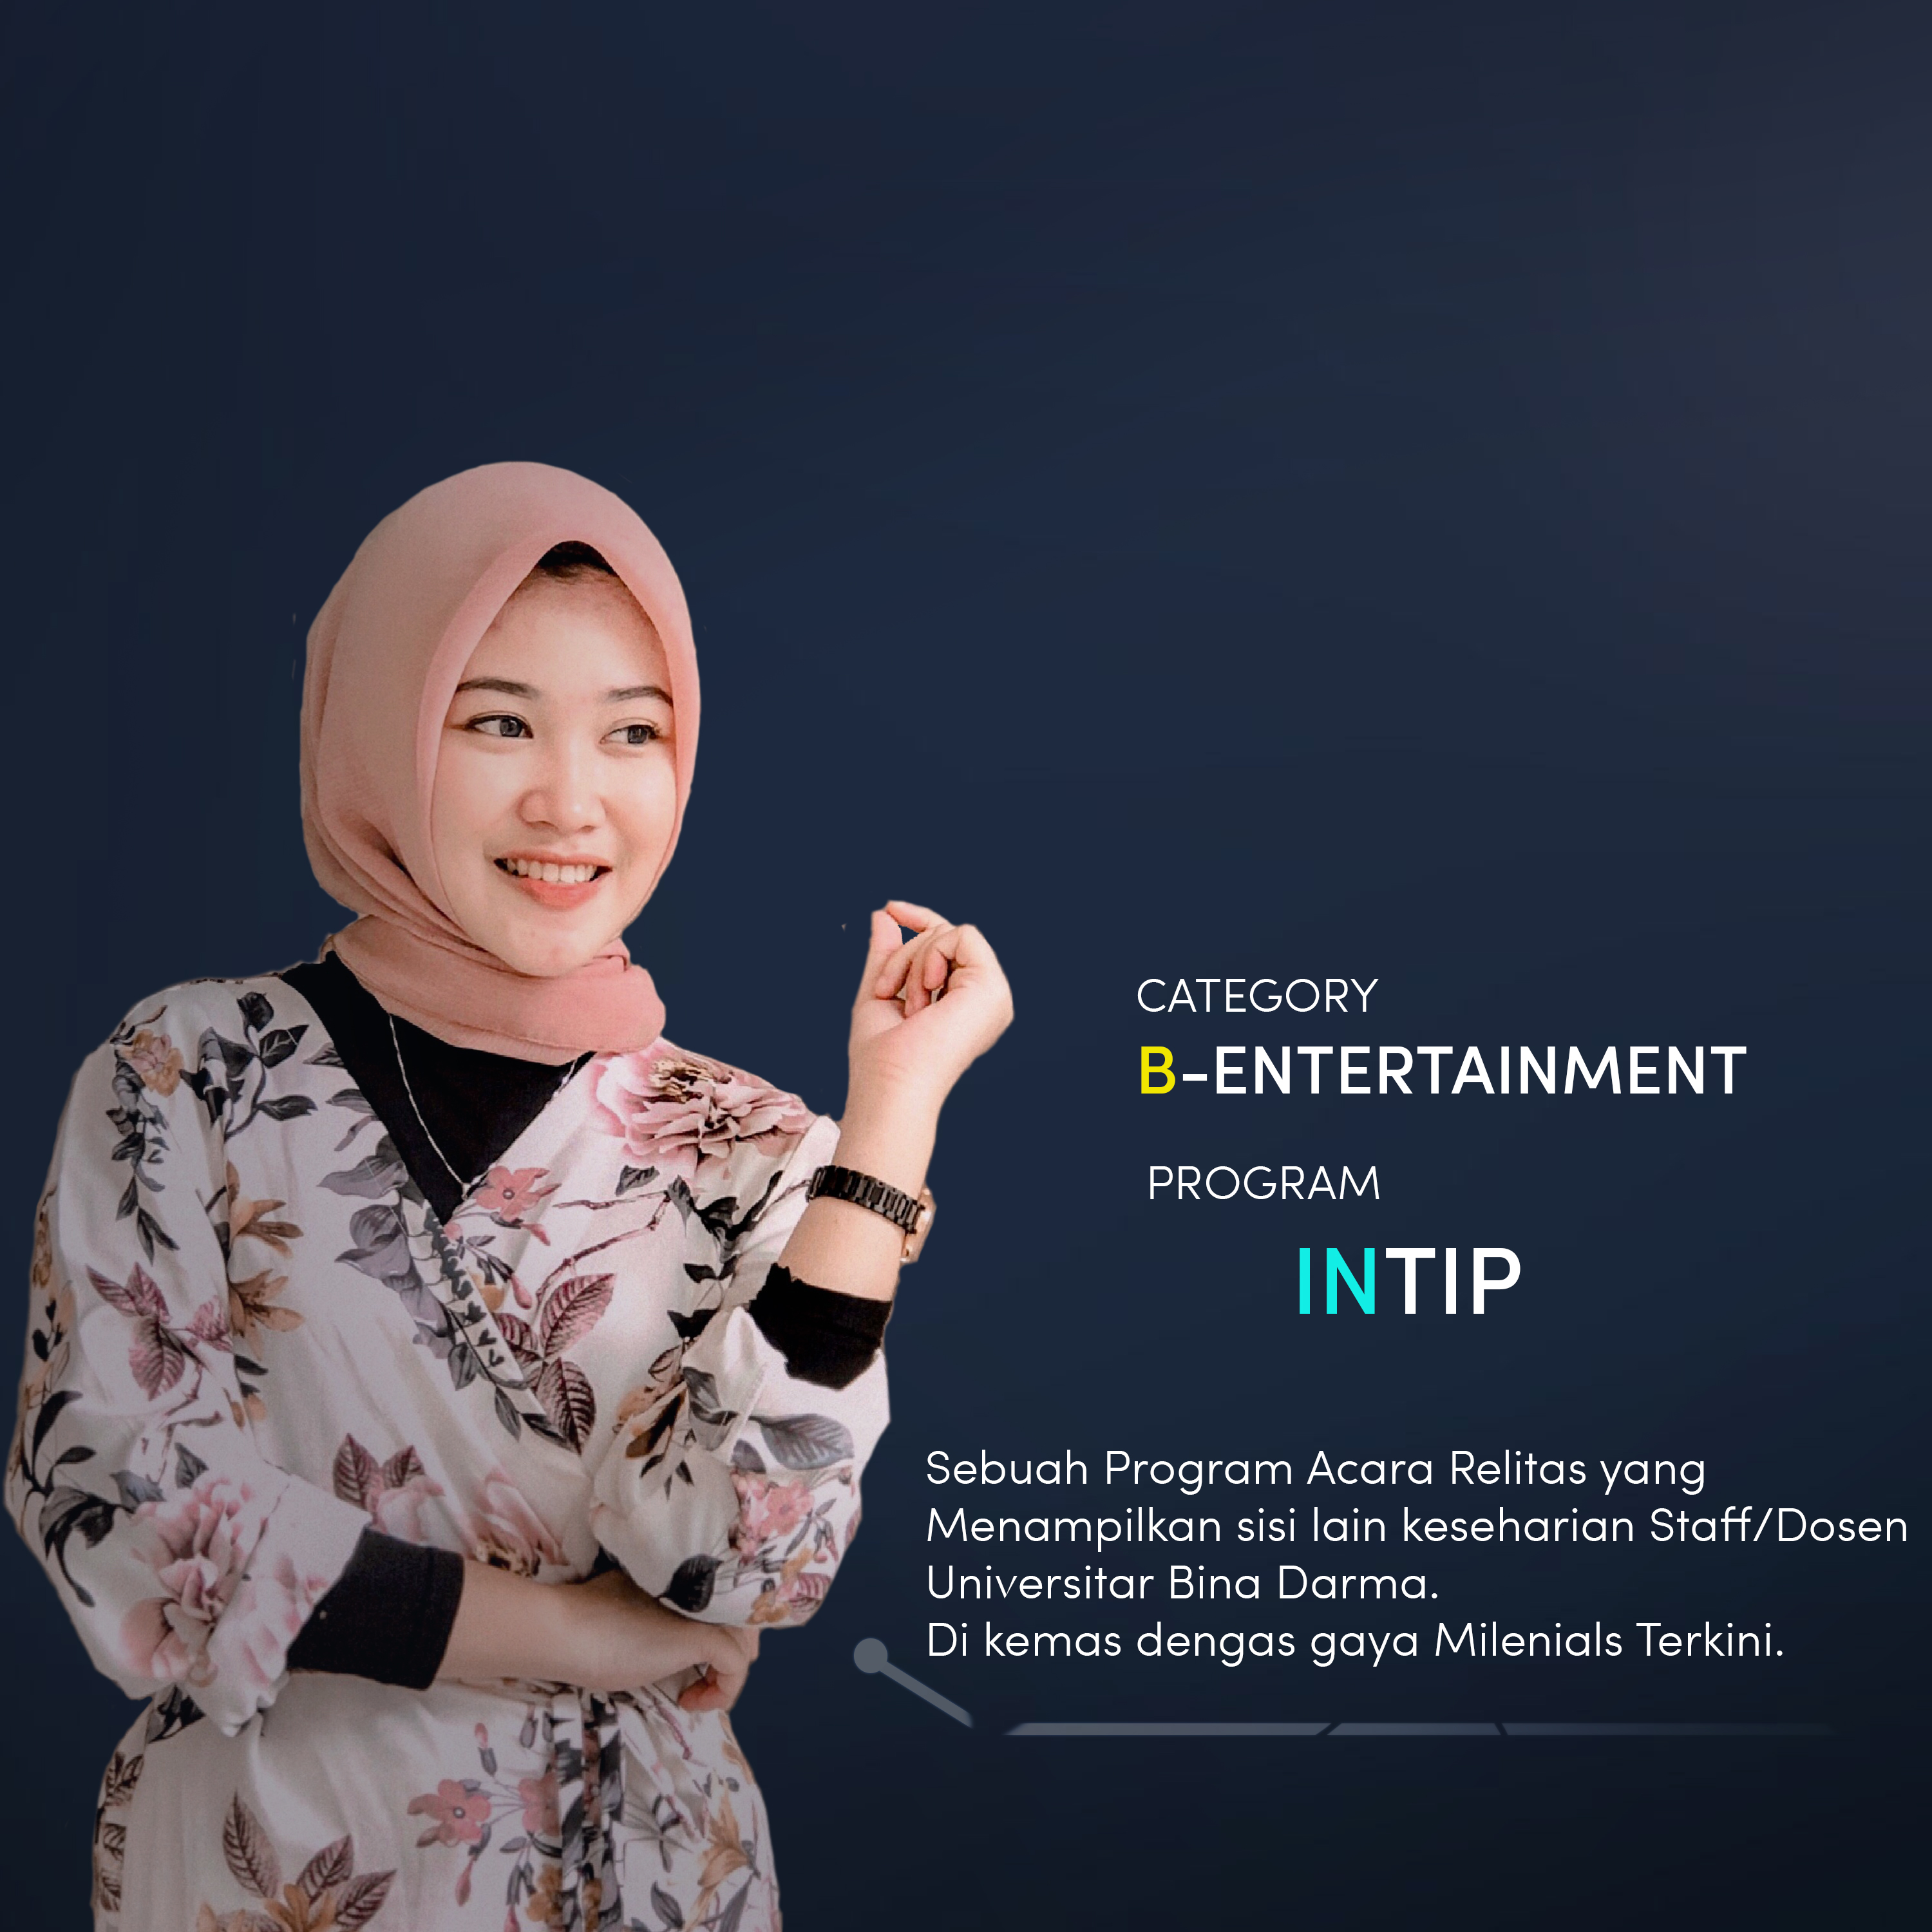 CATEGORY
B-ENTERTAINMENT
PROGRAM
INTIP
Sebuah Program Acara Relitas yang
Menampilkan sisi lain keseharian Staff/Dosen
Universitar Bina Darma.
Di kemas dengas gaya Milenials Terkini.